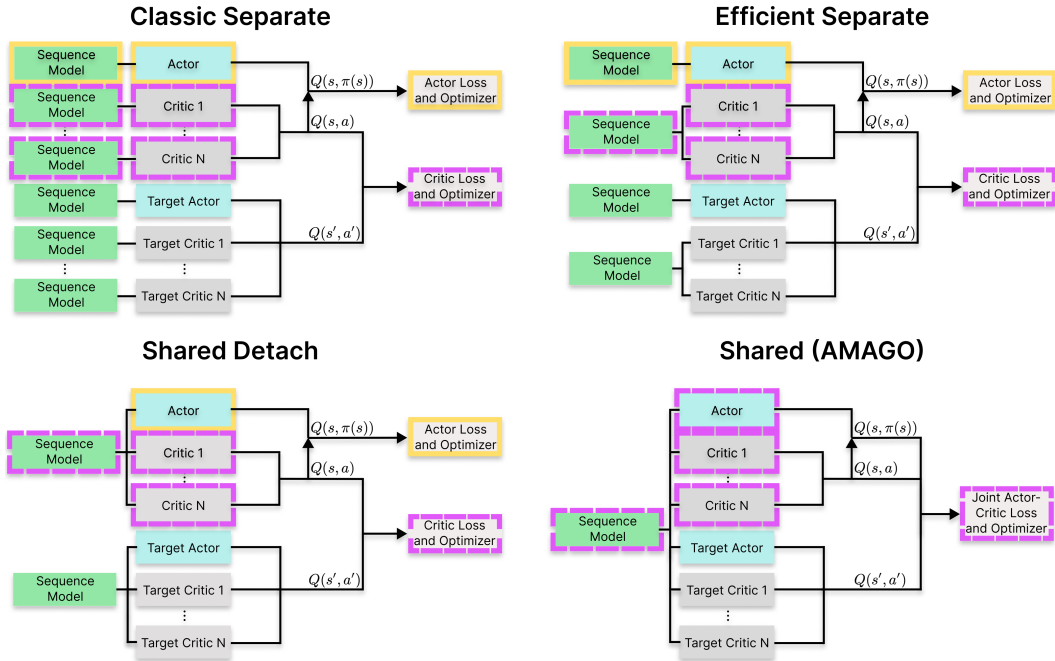 Classic Separate
Sequence
Model
Actor
Q(s, π(s))
Actor Loss
and Optimizer
Sequence
Model
Critic 1
Q(s, a)
⋮
⋮
Sequence
Model
Critic N
Critic Loss
and Optimizer
Sequence
Model
Target Actor
Sequence
Model
Target Critic 1
Q(s′, a′)
⋮
⋮
Sequence
Model
Target Critic N
Efficient Separate
Sequence
Model
Actor
Q(s, π(s))
Actor Loss
and Optimizer
Critic 1
Q(s, a)
Sequence
Model
⋮
Critic N
Critic Loss
and Optimizer
Sequence
Model
Target Actor
Target Critic 1
Q(s′, a′)
Sequence
Model
⋮
Target Critic N
Shared Detach
Actor
Q(s, π(s))
Actor Loss
and Optimizer
Sequence
Model
Critic 1
Q(s, a)
⋮
Critic N
Critic Loss
and Optimizer
Target Actor
Sequence
Model
Target Critic 1
Q(s′, a′)
⋮
Target Critic N
Shared (AMAGO)
Actor
Q(s, π(s))
Critic 1
Q(s, a)
⋮
Critic N
Joint Actor-
Critic Loss
and Optimizer
Sequence
Model
Target Actor
Target Critic 1
Q(s′, a′)
⋮
Target Critic N